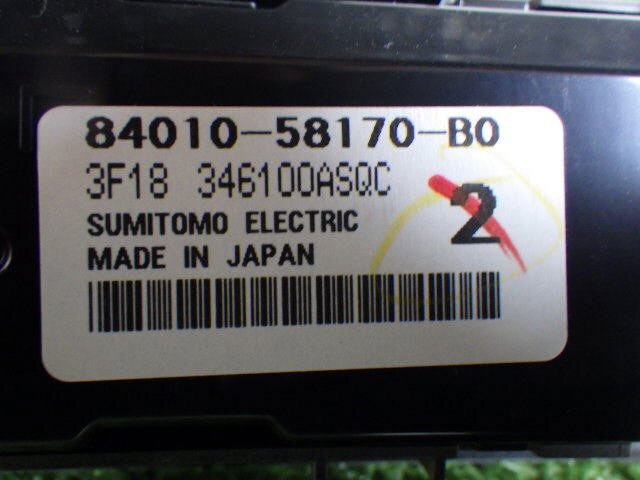 84010-58170-B0
3F18 346100ASQC
SUMITOMO ELECTRIC
MADE IN JAPAN
2